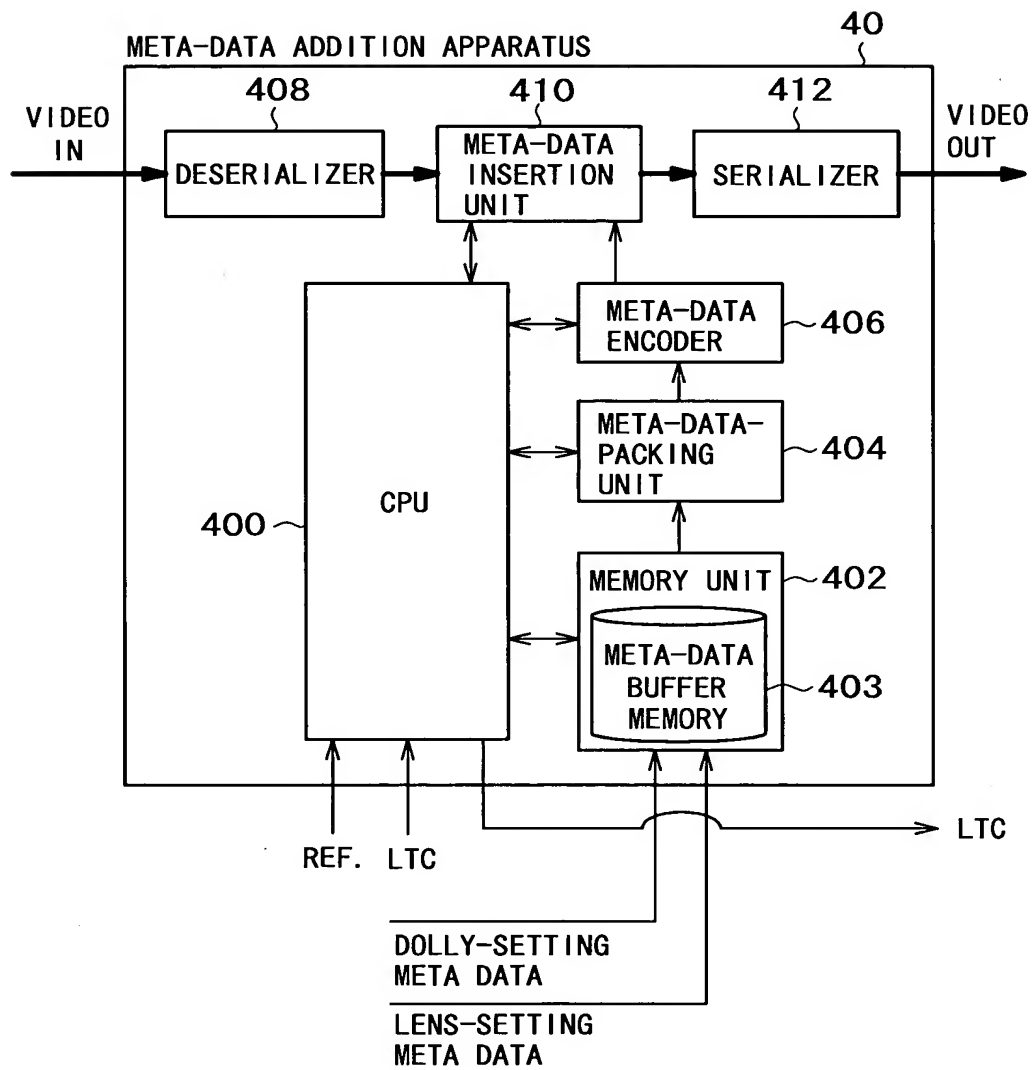 META-DATA ADDITION APPARATUS
40
408
410
412
VIDEO
IN
VIDEO
OUT
DESERIALIZER
META-DATA
INSERTION
UNIT
SERIALIZER
META-DATA
ENCODER
406
META-DATA-
PACKING
UNIT
404
CPU
400
MEMORY UNIT
402
META-DATA
BUFFER
MEMORY
403
REF.
LTC
LTC
DOLLY-SETTING
META DATA
LENS-SETTING
META DATA